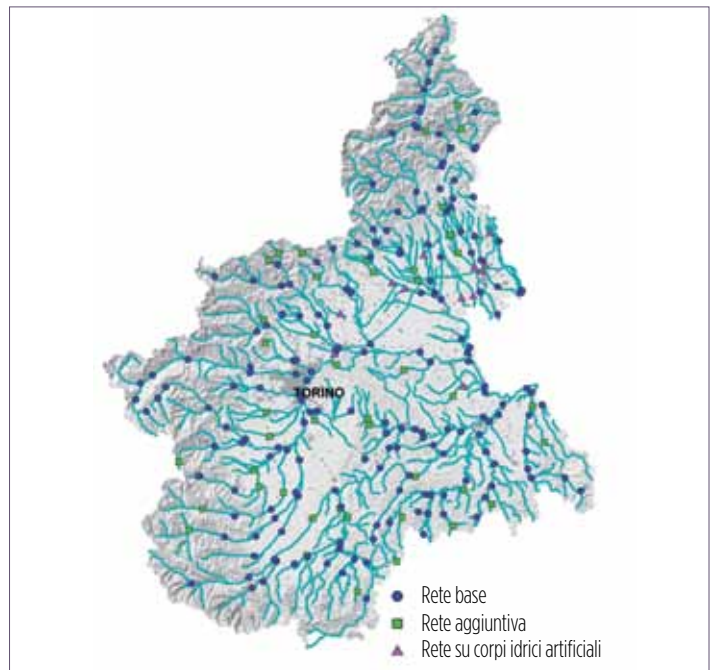 TORINO
Rete base
Rete aggiuntiva
Rete su corpi idrici artificiali